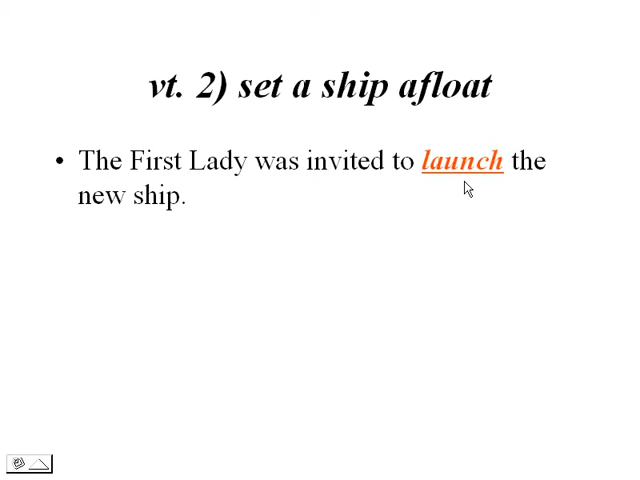 vt. 2) set a ship afloat
• The First Lady was invited to launch the
new ship.